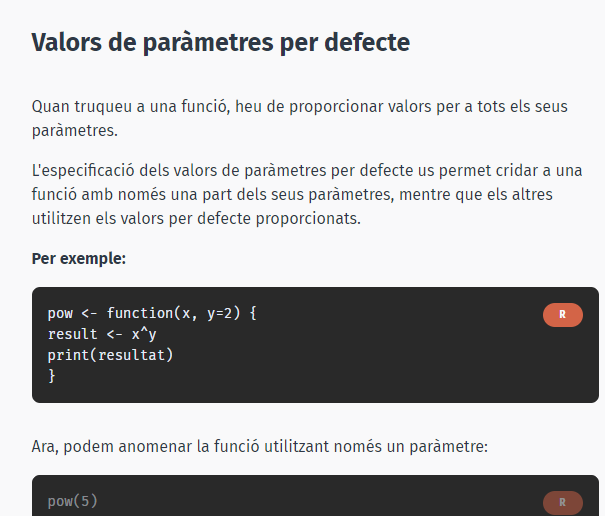 Valors de paràmetres per defecte
Quan truqueu a una funció, heu de proporcionar valors per a tots els seus
paràmetres.
L'especificació dels valors de paràmetres per defecte us permet cridar a una
funció amb només una part dels seus paràmetres, mentre que els altres
utilitzen els valors per defecte proporcionats.
Per exemple:
pow <- function(x, y=2) {
R
result <- x^y
print(resultat)
}
Ara, podem anomenar la funció utilitzant només un paràmetre:
pow(5)
R